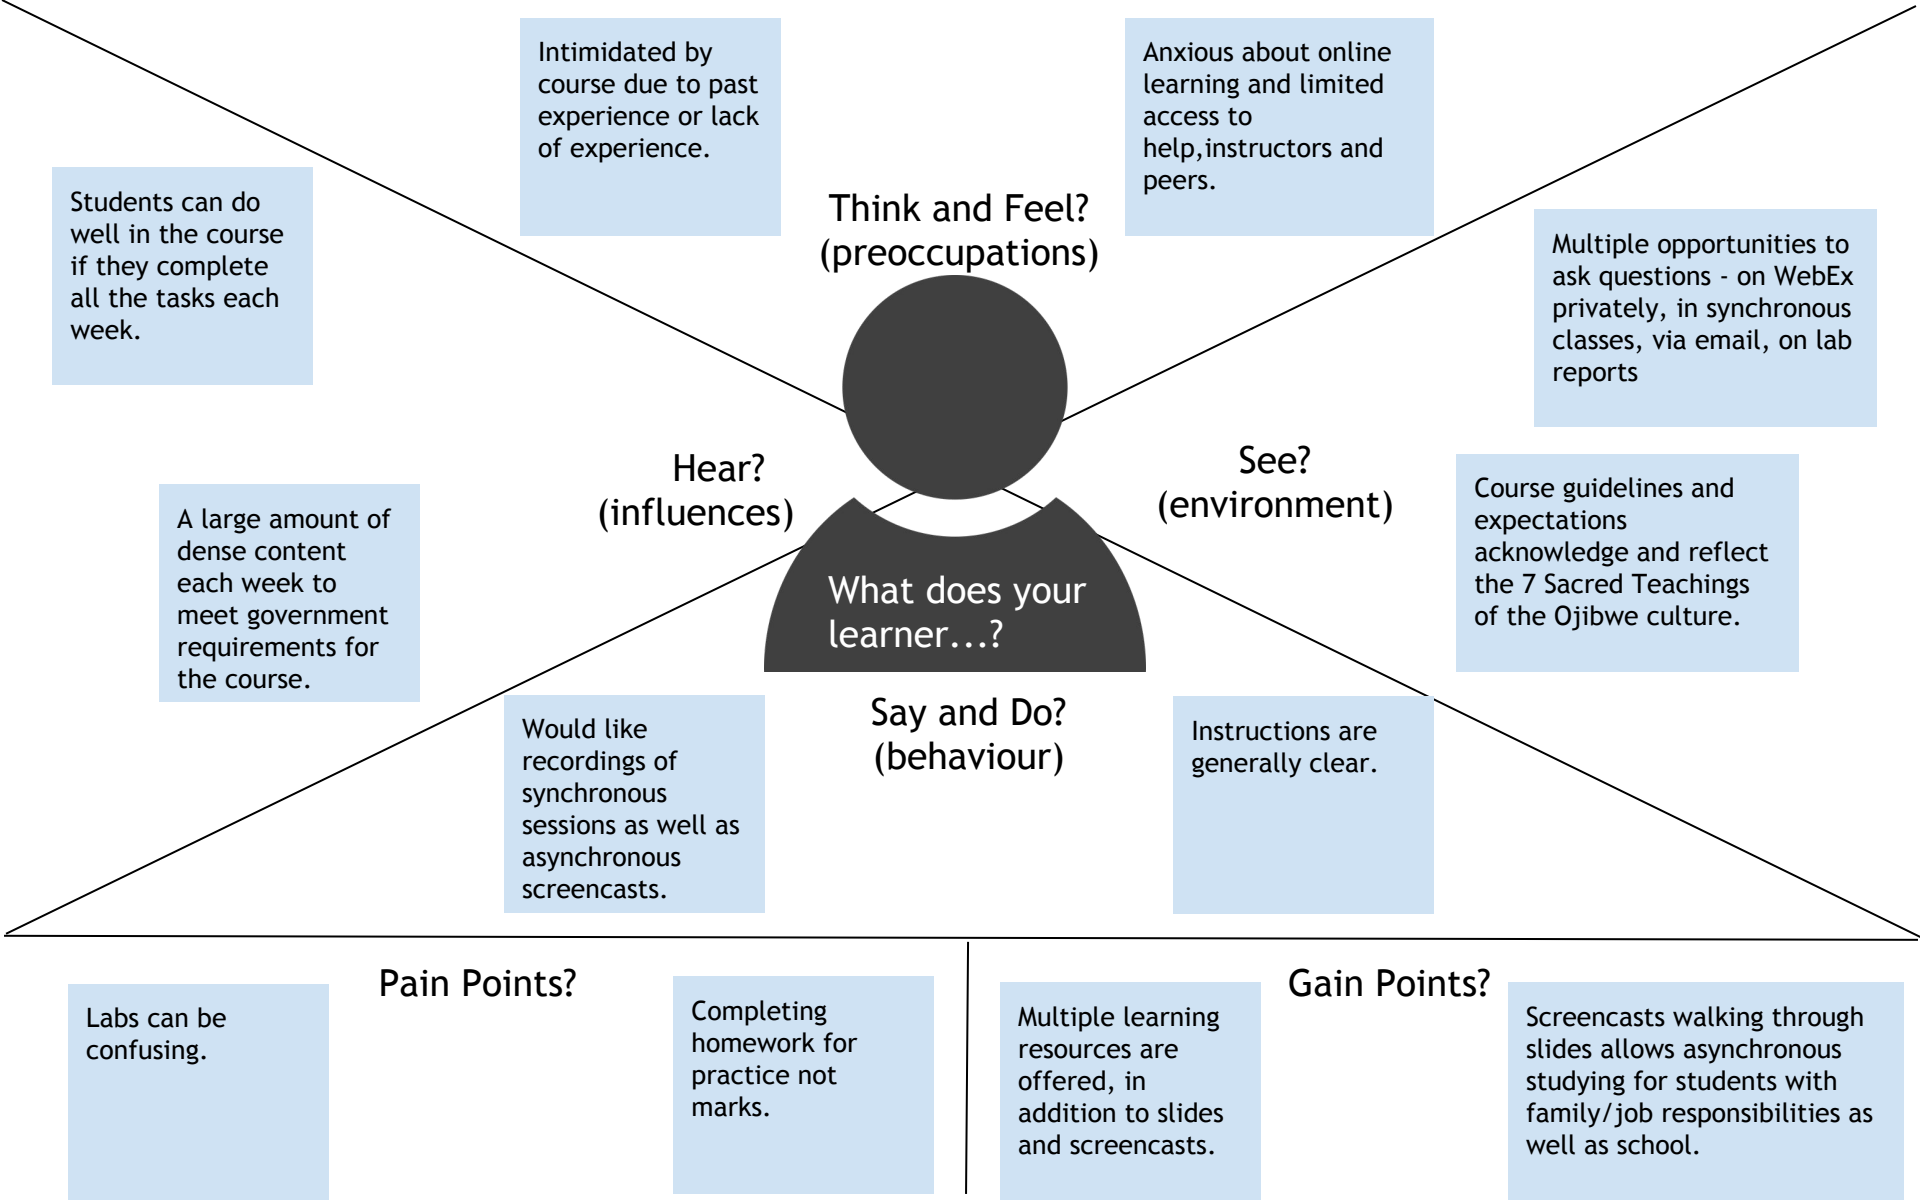 Intimidated by
course due to past
experience or lack
of experience.
Anxious about online
learning and limited
access to
help,instructors and
peers.
Think and Feel?
(preoccupations)
Students can do
well in the course
if they complete
all the tasks each
week.
A large amount of
dense content
each week to
meet government
requirements for
the course.
Hear?
(influences)
See?
(environment)
Multiple opportunities to
ask questions - on WebEx
privately, in synchronous
classes, via email, on lab
reports
Course guidelines and
expectations
acknowledge and reflect
the 7 Sacred Teachings
of the Ojibwe culture.
What does your
learner...?
Say and Do?
(behaviour)
Would like
recordings of
synchronous
sessions as well as
asynchronous
screencasts.
Instructions are
generally clear.
Pain Points?
Labs can be
confusing.
Completing
homework for
practice not
marks.
Gain Points?
Multiple learning
resources are
offered, in
addition to slides
and screencasts.
Screencasts walking through
slides allows asynchronous
studying for students with
family/job responsibilities as
well as school.